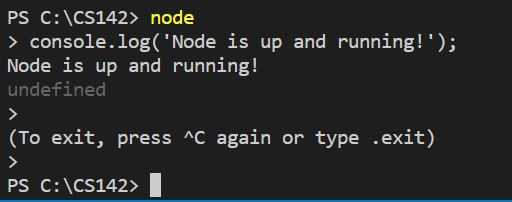 PS C:\CS142> node
> console.log('Node is up and running!');
Node is up and running!
undefined
>
(To exit, press ^C again or type .exit)
>
PS C:\CS142>